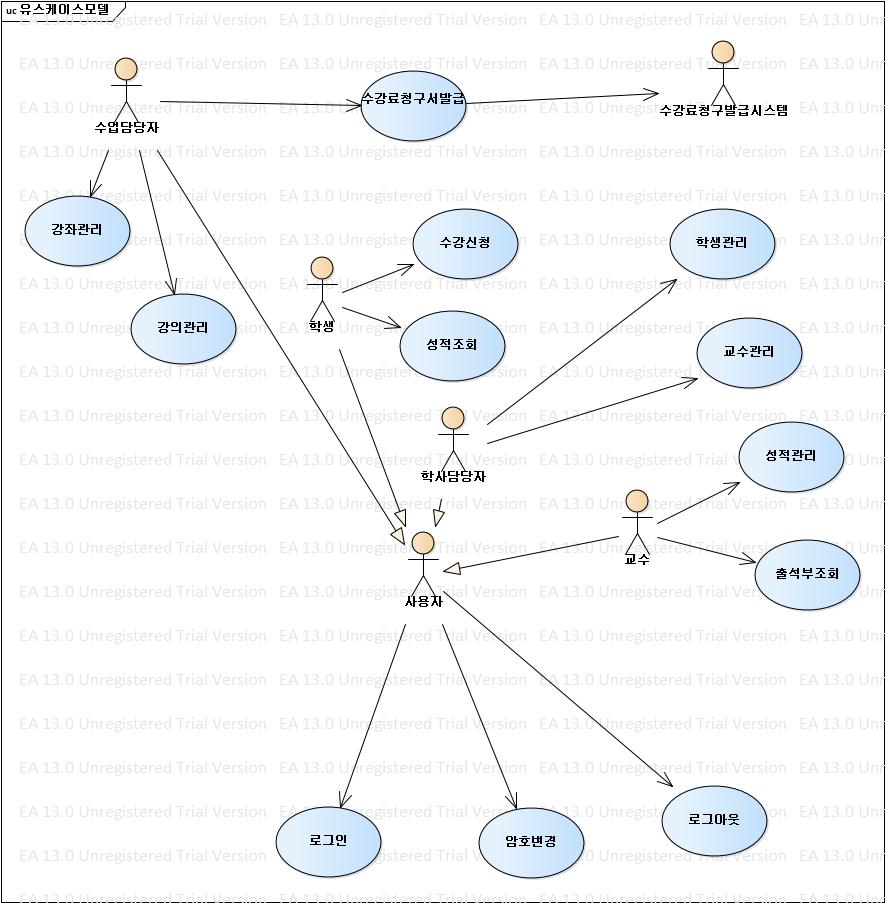 uc 유스케이스모델
수강료청구서발급
수강료청구발급시스템
수업담당자
강좌관리
수강신청
학생관리
강의관리
학생
성적조회
교수관리
학사담당자
성적관리
교수
출석부조회
사용자
로그인
암호변경
로그아웃
EA 13.0 Unregistered Trial Version